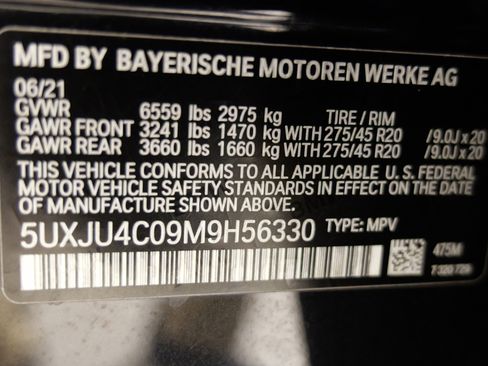 MFD BY BAYERISCHE MOTOREN WERKE AG
06/21
GVWR 6559 lbs 2975 kg TIRE / RIM
GAWR FRONT 3241 lbs 1470 kg WITH 275/45 R20 /9.0J x 20
GAWR REAR 3660 lbs 1660 kg WITH 275/45 R20 /9.0J x 20
THIS VEHICLE CONFORMS TO ALL APPLICABLE U.S. FEDERAL
MOTOR VEHICLE SAFETY STANDARDS IN EFFECT ON THE
DATE OF MANUFACTURE SHOWN ABOVE.
5UXJU4C09M9H56330 TYPE: MPV
475M